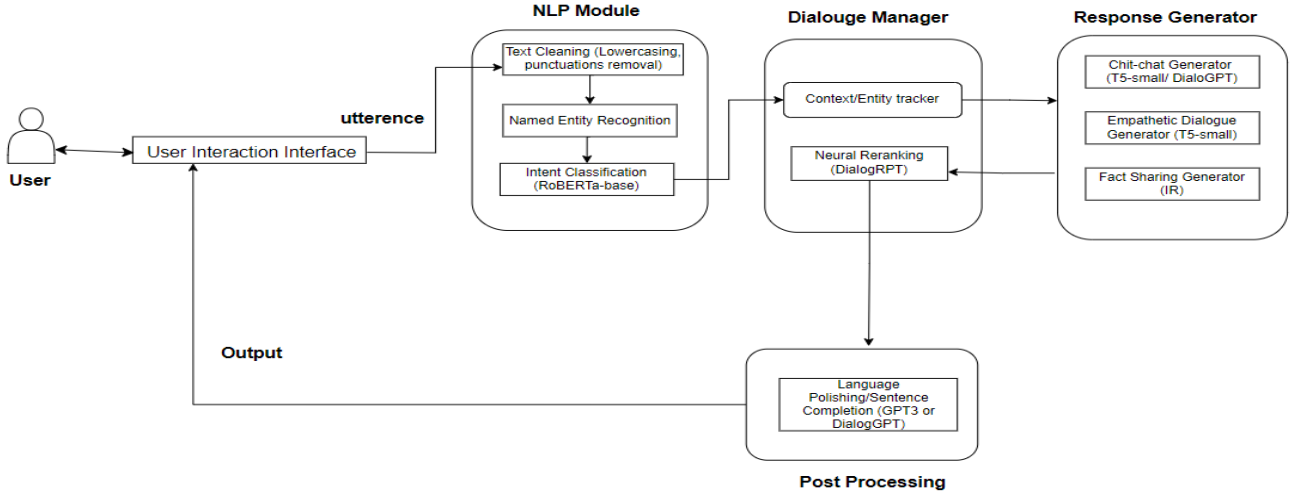 NLP Module
Text Cleaning (Lowercasing,
punctuations removal)
Named Entity Recognition
Intent Classification
(RoBERTa-base)
Dialouge Manager
Context/Entity tracker
Neural Reranking
(DialogRPT)
Response Generator
Chit-chat Generator
(T5-small/ DialoGPT)
Empathetic Dialogue
Generator (T5-small)
Fact Sharing Generator
(IR)
utterence
User Interaction Interface
User
Output
Language
Polishing/Sentence
Completion (GPT3 or
DialogGPT)
Post Processing